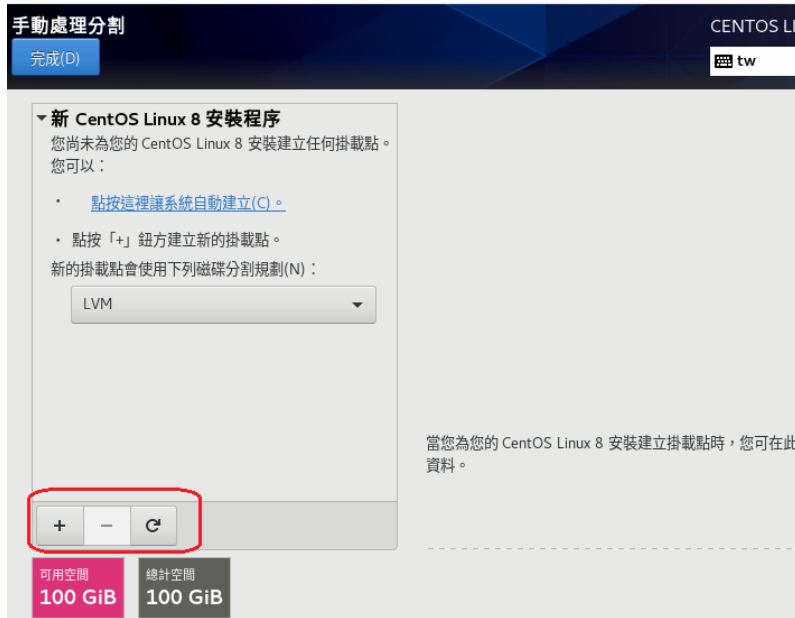 手動處理分割
CENTOS LI
完成(D)
tw
新 CentOS Linux 8 安裝程序
您尚未為您的 CentOS Linux 8 安裝建立任何掛載點。
您可以：
• 點按這裡讓系統自動建立(C)。
• 點按「+」鈕方建立新的掛載點。
新的掛載點會使用下列磁碟分割規劃(N)：
LVM
當您為您的 CentOS Linux 8 安裝建立掛載點時，您可在此
資料。
+ −
可用空間
100 GiB
總計空間
100 GiB